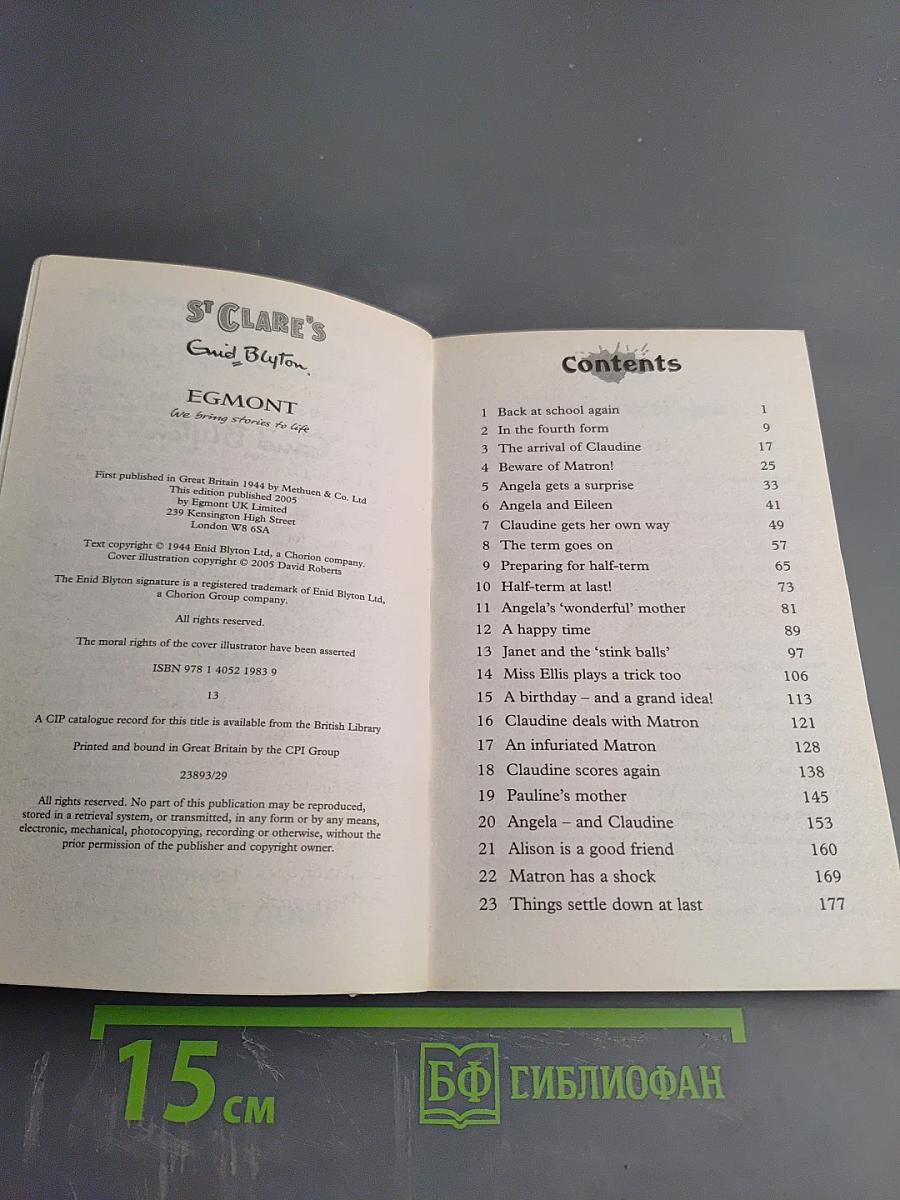 ST CLARE'S
Enid Blyton
EGMONT
We bring stories to life
First published in Great Britain 1944 by Methuen & Co. Ltd
This edition published 2005
by Egmont UK Limited
239 Kensington High Street
London W8 6SA
Text copyright © 1944 Enid Blyton Ltd, a Chorion company.
Cover illustration copyright © 2005 David Roberts
The Enid Blyton signature is a registered trademark of Enid Blyton Ltd,
a Chorion Group company.
All rights reserved.
The moral rights of the cover illustrator have been asserted
ISBN 978 1 4052 1983 9
13
A CIP catalogue record for this title is available from the British Library
Printed and bound in Great Britain by the CPI Group
23893/29
All rights reserved. No part of this publication may be reproduced,
stored in a retrieval system, or transmitted, in any form or by any means,
electronic, mechanical, photocopying, recording or otherwise, without the
prior permission of the publisher and copyright owner.
Contents
1 Back at school again 1
2 In the fourth form 9
3 The arrival of Claudine 17
4 Beware of Matron! 25
5 Angela gets a surprise 33
6 Angela and Eileen 41
7 Claudine gets her own way 49
8 The term goes on 57
9 Preparing for half-term 65
10 Half-term at last! 73
11 Angela's 'wonderful' mother 81
12 A happy time 89
13 Janet and the 'stink balls' 97
14 Miss Ellis plays a trick too 106
15 A birthday – and a grand idea! 113
16 Claudine deals with Matron 121
17 An infuriated Matron 128
18 Claudine scores again 138
19 Pauline's mother 145
20 Angela – and Claudine 153
21 Alison is a good friend 160
22 Matron has a shock 169
23 Things settle down at last 177
15 см
БФ БИБЛИОФАН